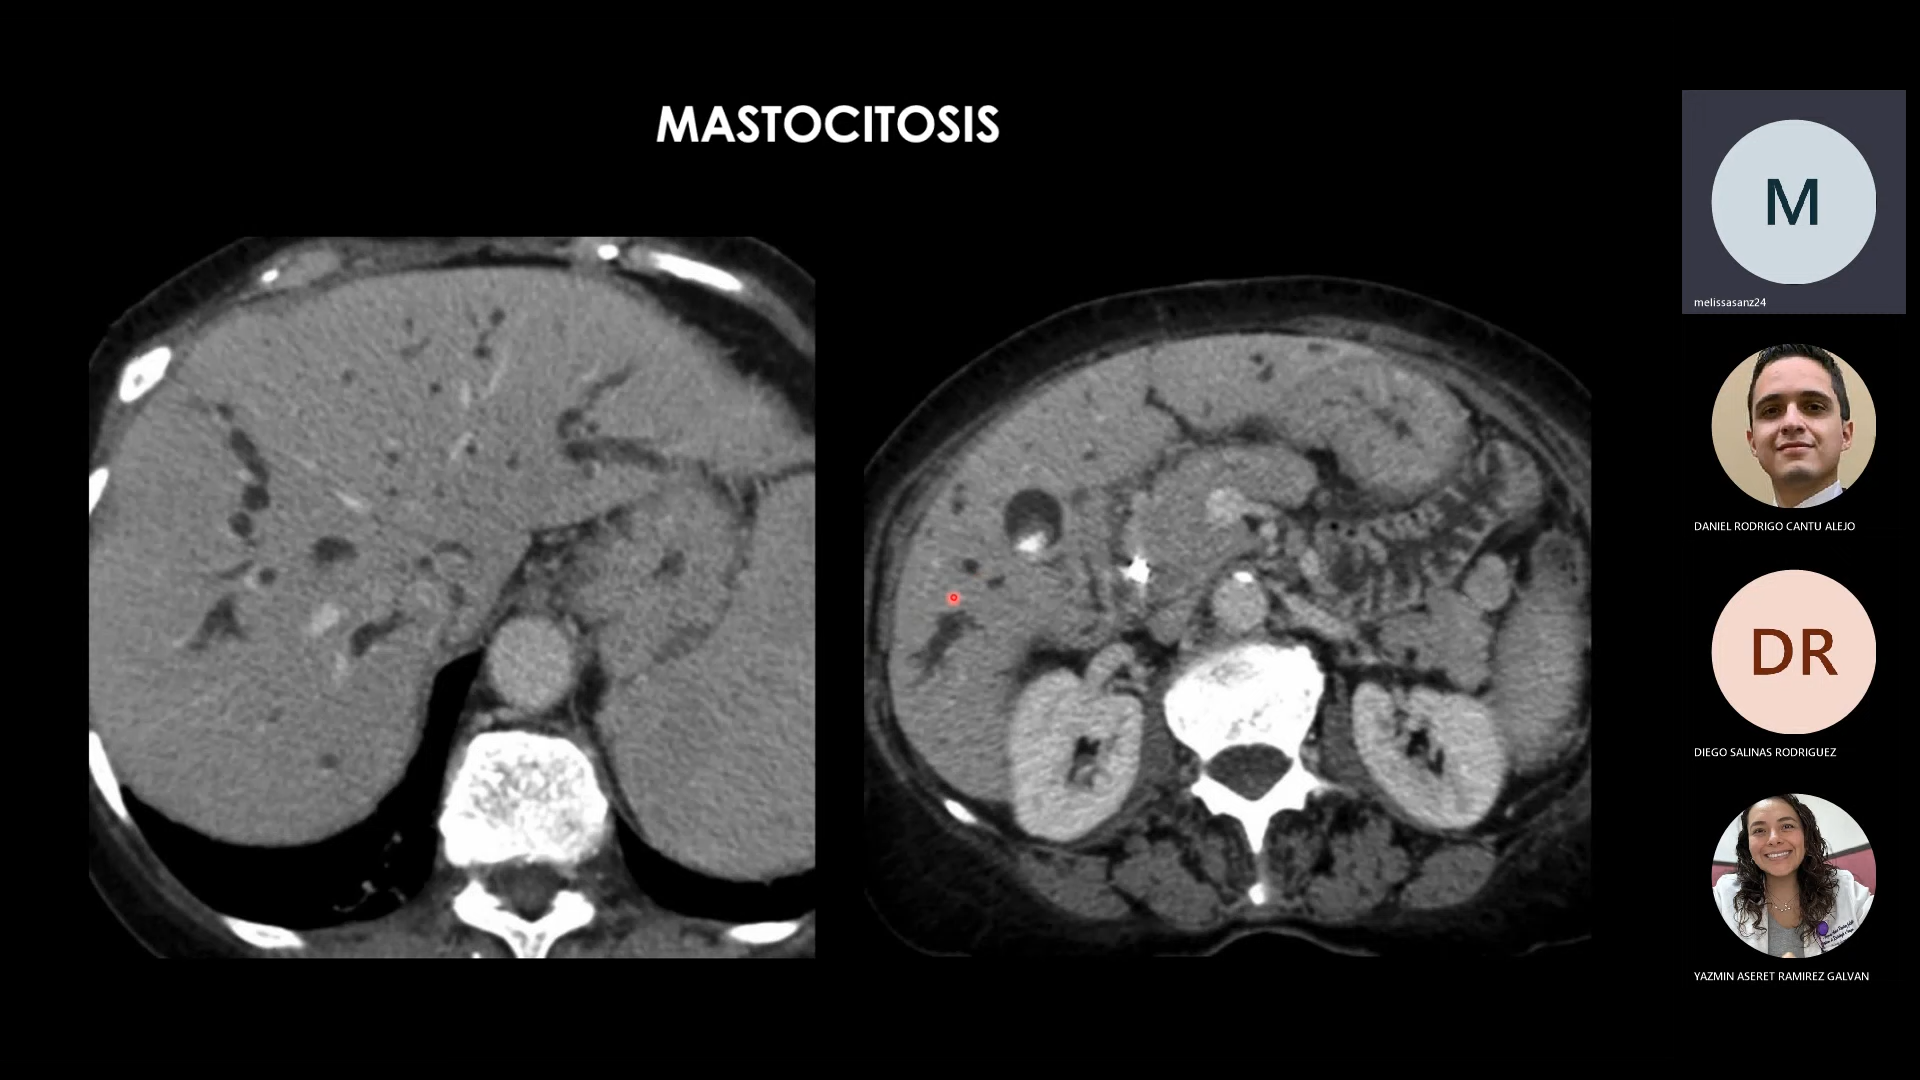 MASTOCITOSIS
M
melissasanz24
DANIEL RODRIGO CANTU ALEJO
DR
DIEGO SALINAS RODRIGUEZ
YAZMIN ASERET RAMIREZ GALVAN